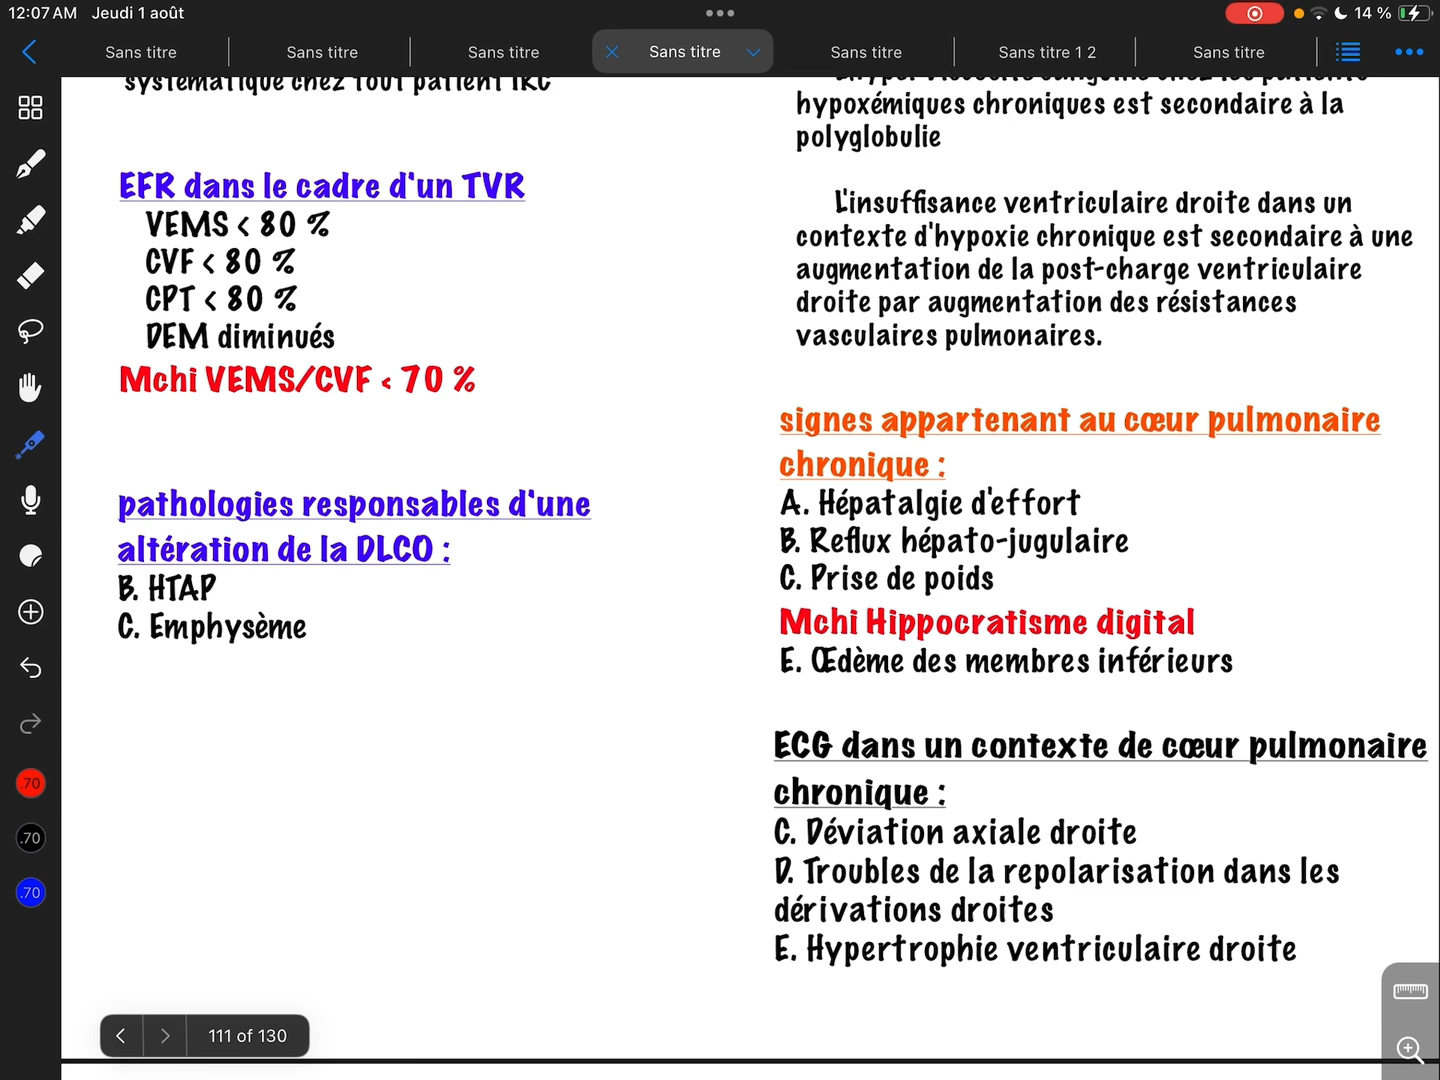 12:07 AM Jeudi 1 août
14 %
Sans titre
Sans titre
Sans titre
Sans titre
Sans titre
Sans titre 1 2
Sans titre
systématique chez tout patient IRC
EFR dans le cadre d'un TVR
VEMS < 80 %
CVF < 80 %
CPT < 80 %
DEM diminués
Mchi VEMS/CVF < 70 %
pathologies responsables d'une
altération de la DLCO :
B. HTAP
C. Emphysème
hypoxémiques chroniques est secondaire à la
polyglobulie
L'insuffisance ventriculaire droite dans un
contexte d'hypoxie chronique est secondaire à une
augmentation de la post-charge ventriculaire
droite par augmentation des résistances
vasculaires pulmonaires.
signes appartenant au cœur pulmonaire
chronique :
A. Hépatalgie d'effort
B. Reflux hépato-jugulaire
C. Prise de poids
Mchi Hippocratisme digital
E. Œdème des membres inférieurs
ECG dans un contexte de cœur pulmonaire
chronique :
C. Déviation axiale droite
D. Troubles de la repolarisation dans les
dérivations droites
E. Hypertrophie ventriculaire droite
.70
.70
.70
111 of 130